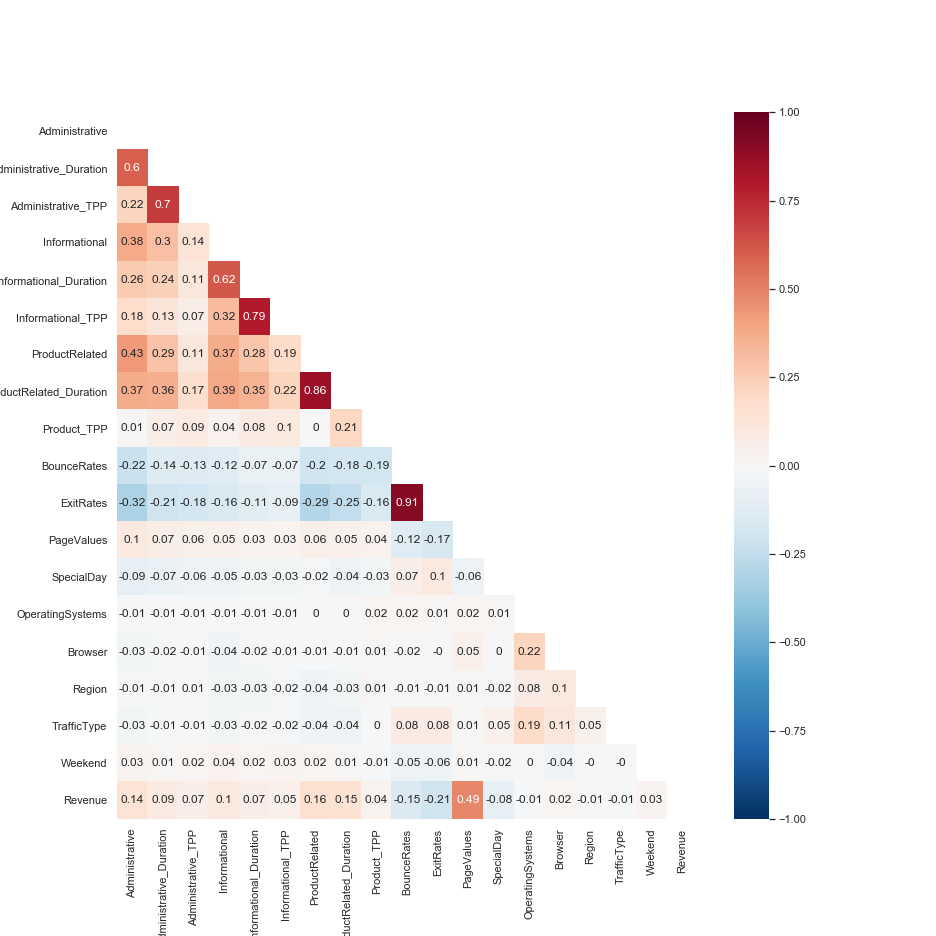 1.00
Administrative
dministrative_Duration 0.6
0.75
Administrative_TPP 0.22 0.7
Informational 0.38 0.3 0.14
0.50
nformational_Duration 0.26 0.24 0.11 0.62
Informational_TPP 0.18 0.13 0.07 0.32 0.79
ProductRelated 0.43 0.29 0.11 0.37 0.28 0.19
0.25
ductRelated_Duration 0.37 0.36 0.17 0.39 0.35 0.22 0.86
Product_TPP 0.01 0.07 0.09 0.04 0.08 0.1 0 0.21
BounceRates -0.22 -0.14 -0.13 -0.12 -0.07 -0.07 -0.2 -0.18 -0.19
0.00
ExitRates -0.32 -0.21 -0.18 -0.16 -0.11 -0.09 -0.29 -0.25 -0.16 0.91
PageValues 0.1 0.07 0.06 0.05 0.03 0.03 0.06 0.05 0.04 -0.12 -0.17
−0.25
SpecialDay -0.09 -0.07 -0.06 -0.05 -0.03 -0.03 -0.02 -0.04 -0.03 0.07 0.1 -0.06
OperatingSystems -0.01 -0.01 -0.01 -0.01 -0.01 -0.01 0 0 0.02 0.02 0.01 0.02 0.01
−0.50
Browser -0.03 -0.02 -0.01 -0.04 -0.02 -0.01 -0.01 -0.01 0.01 -0.02 -0 0.05 0 0.22
Region -0.01 -0.01 0.01 -0.03 -0.03 -0.02 -0.04 -0.03 0.01 -0.01 -0.01 0.01 -0.02 0.08 0.1
TrafficType -0.03 -0.01 -0.01 -0.03 -0.02 -0.02 -0.04 -0.04 0 0.08 0.08 0.01 0.05 0.19 0.11 0.05
−0.75
Weekend 0.03 0.01 0.02 0.04 0.02 0.03 0.02 0.01 -0.01 -0.05 -0.06 0.01 -0.02 0 -0.04 -0 -0
Revenue 0.14 0.09 0.07 0.1 0.07 0.05 0.16 0.15 0.04 -0.15 -0.21 0.49 -0.08 -0.01 0.02 -0.01 -0.01 0.03
−1.00
Administrative
dministrative_Duration
Administrative_TPP
Informational
nformational_Duration
Informational_TPP
ProductRelated
ductRelated_Duration
Product_TPP
BounceRates
ExitRates
PageValues
SpecialDay
OperatingSystems
Browser
Region
TrafficType
Weekend
Revenue